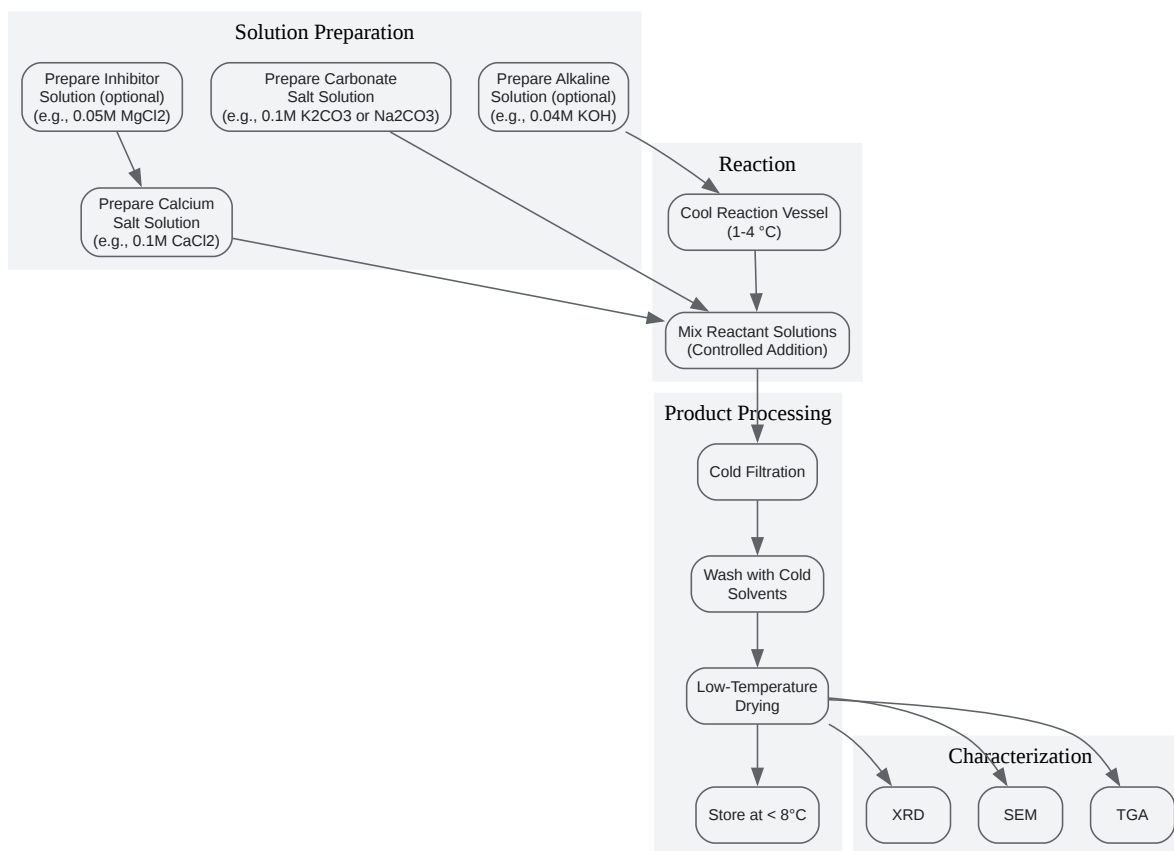 Solution Preparation
Prepare Inhibitor
Solution (optional)
(e.g., 0.05M MgCl2)
Prepare Carbonate
Salt Solution
(e.g., 0.1M K2CO3 or Na2CO3)
Prepare Alkaline
Solution (optional)
(e.g., 0.04M KOH)
Prepare Calcium
Salt Solution
(e.g., 0.1M CaCl2)
Reaction
Cool Reaction Vessel
(1-4 °C)
Mix Reactant Solutions
(Controlled Addition)
Product Processing
Cold Filtration
Wash with Cold
Solvents
Low-Temperature
Drying
Store at < 8°C
Characterization
XRD
SEM
TGA